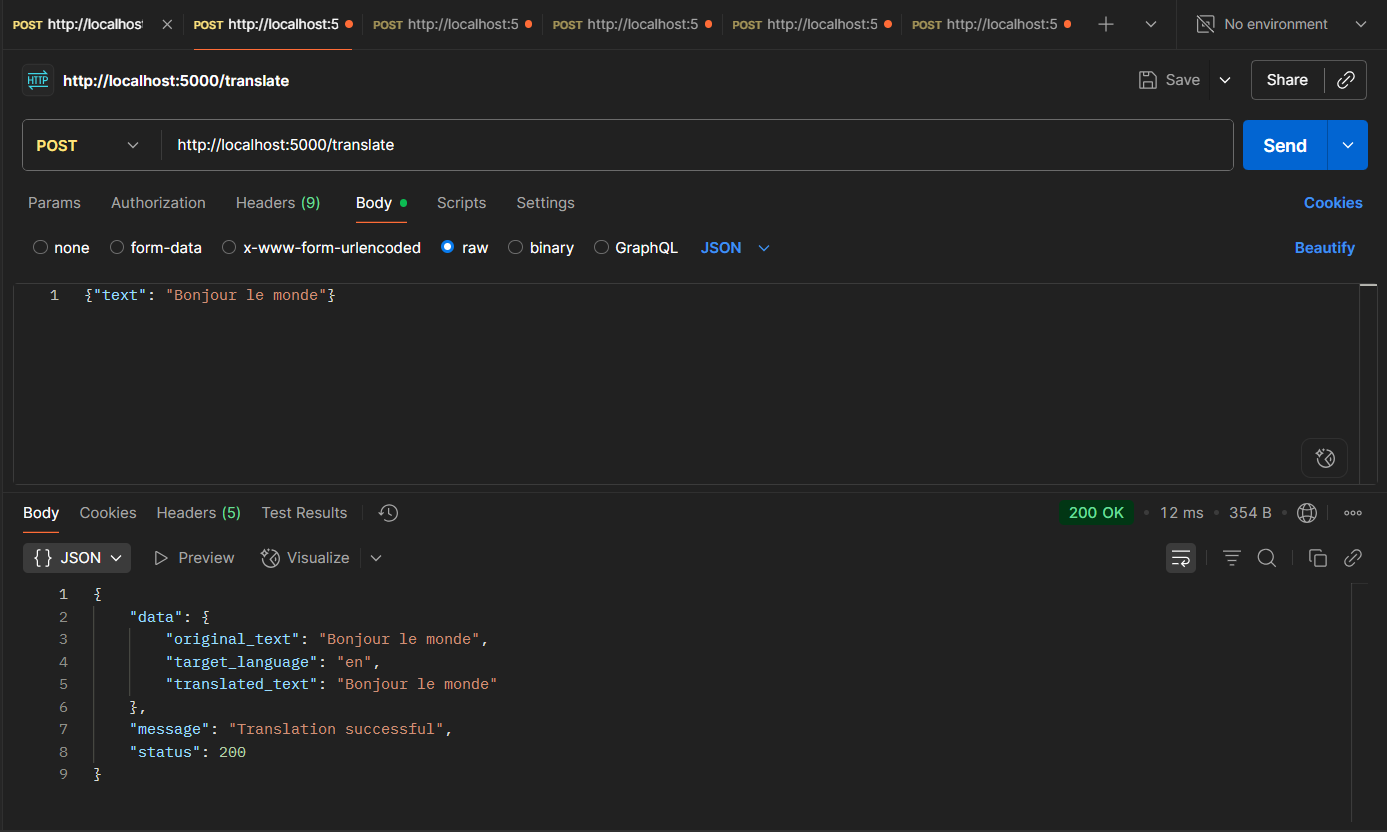 POST http://localhost POST http://localhost:5 POST http://localhost:5 POST http://localhost:5 POST http://localhost:5 POST http://localhost:5 No environment
HTTP http://localhost:5000/translate Save Share
POST http://localhost:5000/translate Send
Params Authorization Headers (9) Body Scripts Settings Cookies
none form-data x-www-form-urlencoded raw binary GraphQL JSON Beautify
1 {"text": "Bonjour le monde"}
Body Cookies Headers (5) Test Results 200 OK 12 ms 354 B
{} JSON Preview Visualize
1 {
2 "data": {
3 "original_text": "Bonjour le monde",
4 "target_language": "en",
5 "translated_text": "Bonjour le monde"
6 },
7 "message": "Translation successful",
8 "status": 200
9 }